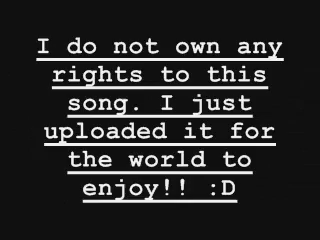 I do not own any
rights to this
song. I just
uploaded it for
the world to
enjoy!! :D